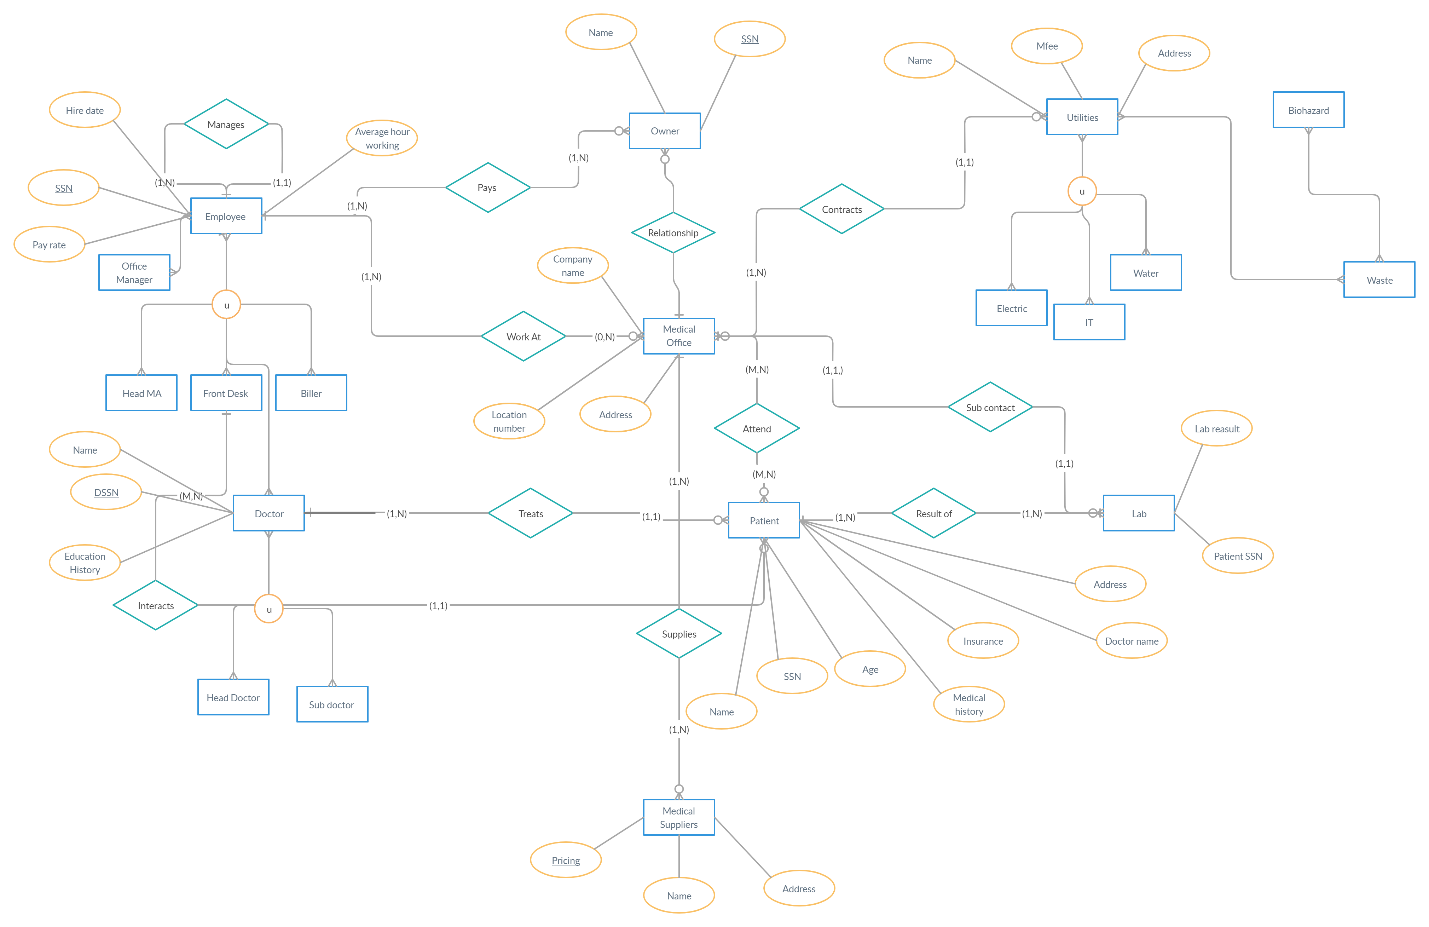 Name
SSN
Mfee
Address
Name
Hire date
Manages
Average hour
working
Owner
Utilities
Biohazard
(1,N)
(1,1)
(1,N)
(1,1)
SSN
Pays
u
Employee
(1,N)
Contracts
Pay rate
Relationship
Office
Manager
Company
name
(1,N)
(1,N)
Water
Waste
u
Electric
IT
Work At
(0,N)
Medical
Office
(M,N)
(1,1,)
Head MA
Front Desk
Biller
Location
number
Address
Sub contact
Attend
Lab reasult
Name
(1,1)
(M,N)
(1,N)
DSSN
(M,N)
Doctor
(1,N)
Treats
(1,1)
Patient
(1,N)
Result of
(1,N)
Lab
Education
History
Patient SSN
Address
Interacts
u
(1,1)
Supplies
Insurance
Doctor name
Age
SSN
Head Doctor
Sub doctor
Name
Medical
history
(1,N)
Medical
Suppliers
Pricing
Name
Address